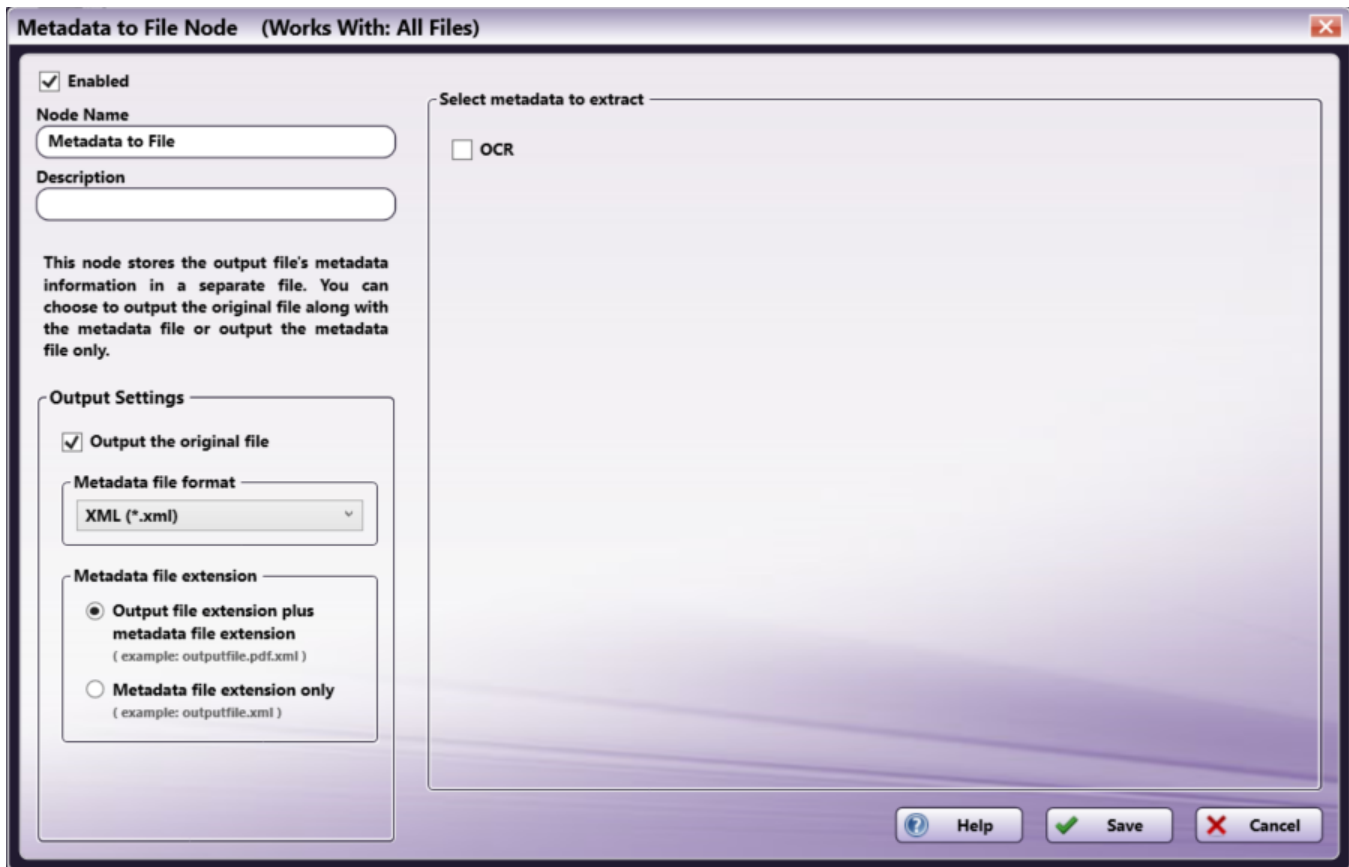 Metadata to File Node (Works With: All Files)
Enabled
Node Name
Metadata to File
Description
This node stores the output file's metadata
information in a separate file. You can
choose to output the original file along with
the metadata file or output the metadata
file only.
Output Settings
Output the original file
Metadata file format
XML (*.xml)
Metadata file extension
Output file extension plus
metadata file extension
( example: outputfile.pdf.xml )
Metadata file extension only
( example: outputfile.xml )
Select metadata to extract
OCR
Help
Save
Cancel